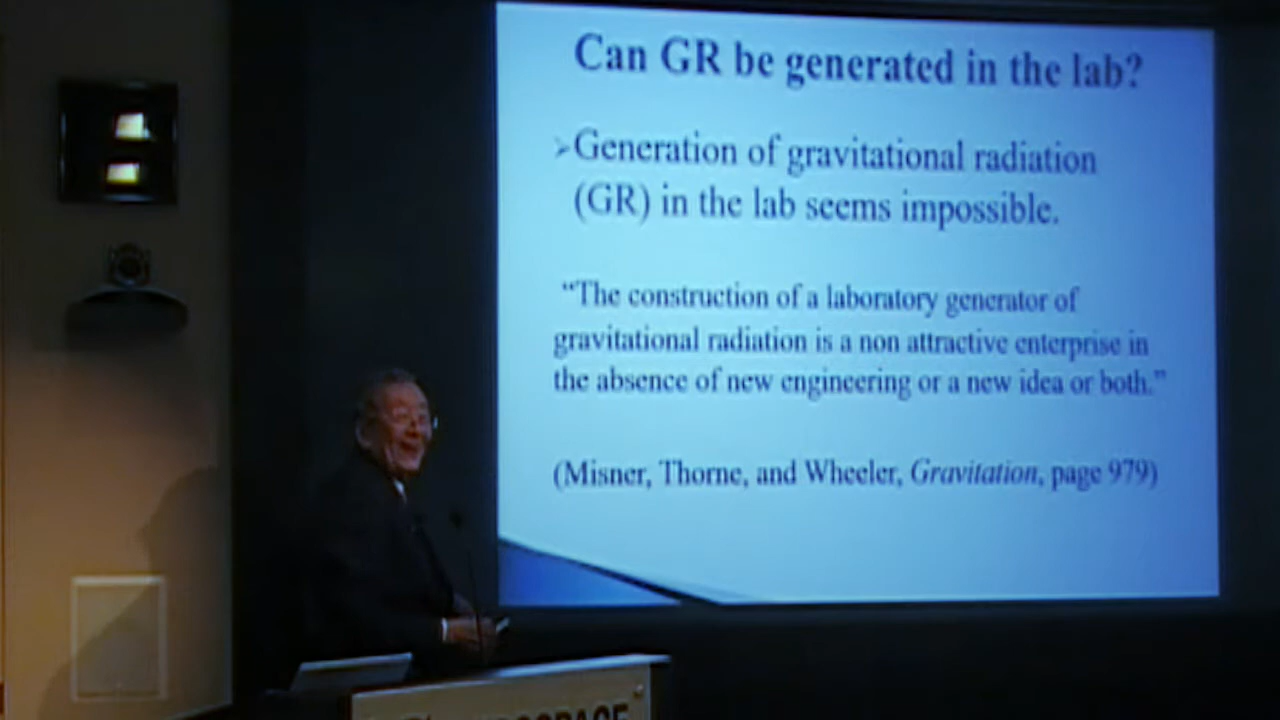 Can GR be generated in the lab?
➢Generation of gravitational radiation
(GR) in the lab seems impossible.
“The construction of a laboratory generator of
gravitational radiation is a non attractive enterprise in
the absence of new engineering or a new idea or both.”
(Misner, Thorne, and Wheeler, Gravitation, page 979)